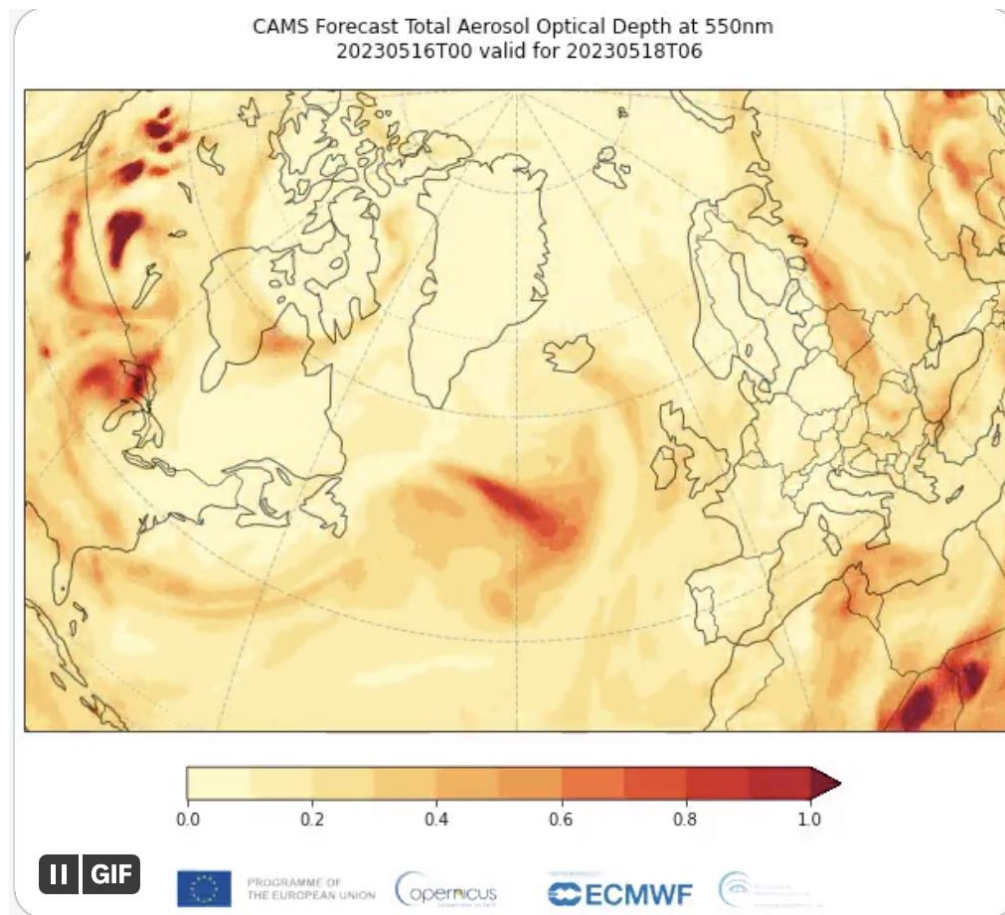 CAMS Forecast Total Aerosol Optical Depth at 550nm
20230516T00 valid for 20230518T06
0.0 0.2 0.4 0.6 0.8 1.0
GIF
PROGRAMME OF
THE EUROPEAN UNION
opernicus
ECMWF